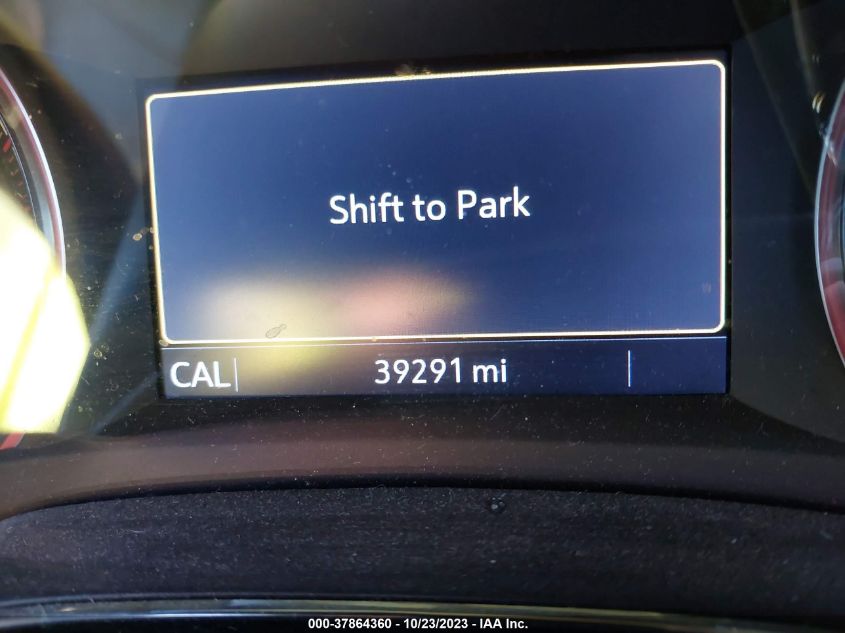 Shift to Park
CAL 39291 mi
000-37864360 - 10/23/2023 - IAA Inc.